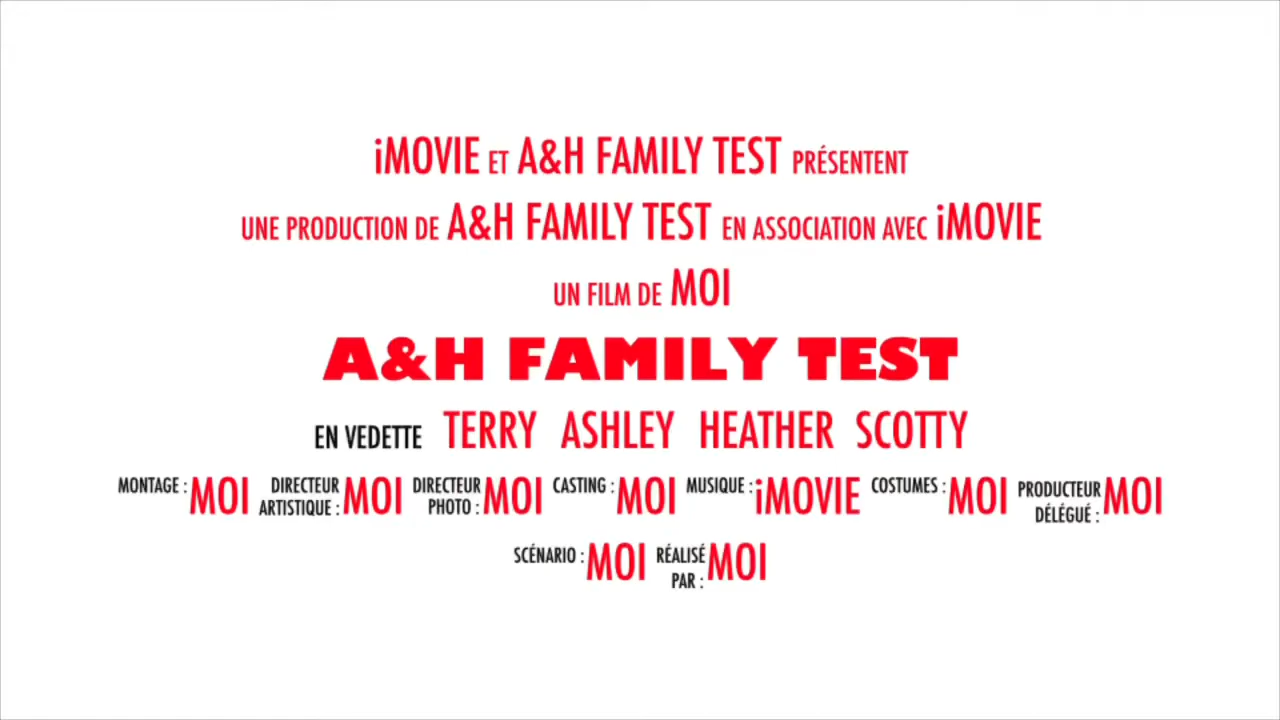 iMOVIE ET A&H FAMILY TEST PRÉSENTENT
UNE PRODUCTION DE A&H FAMILY TEST EN ASSOCIATION AVEC iMOVIE
UN FILM DE MOI
A&H FAMILY TEST
EN VEDETTE TERRY ASHLEY HEATHER SCOTTY
MONTAGE : MOI DIRECTEUR ARTISTIQUE : MOI DIRECTEUR PHOTO : MOI CASTING : MOI MUSIQUE : iMOVIE COSTUMES : MOI PRODUCTEUR DÉLÉGUÉ : MOI
SCÉNARIO : MOI RÉALISÉ PAR : MOI